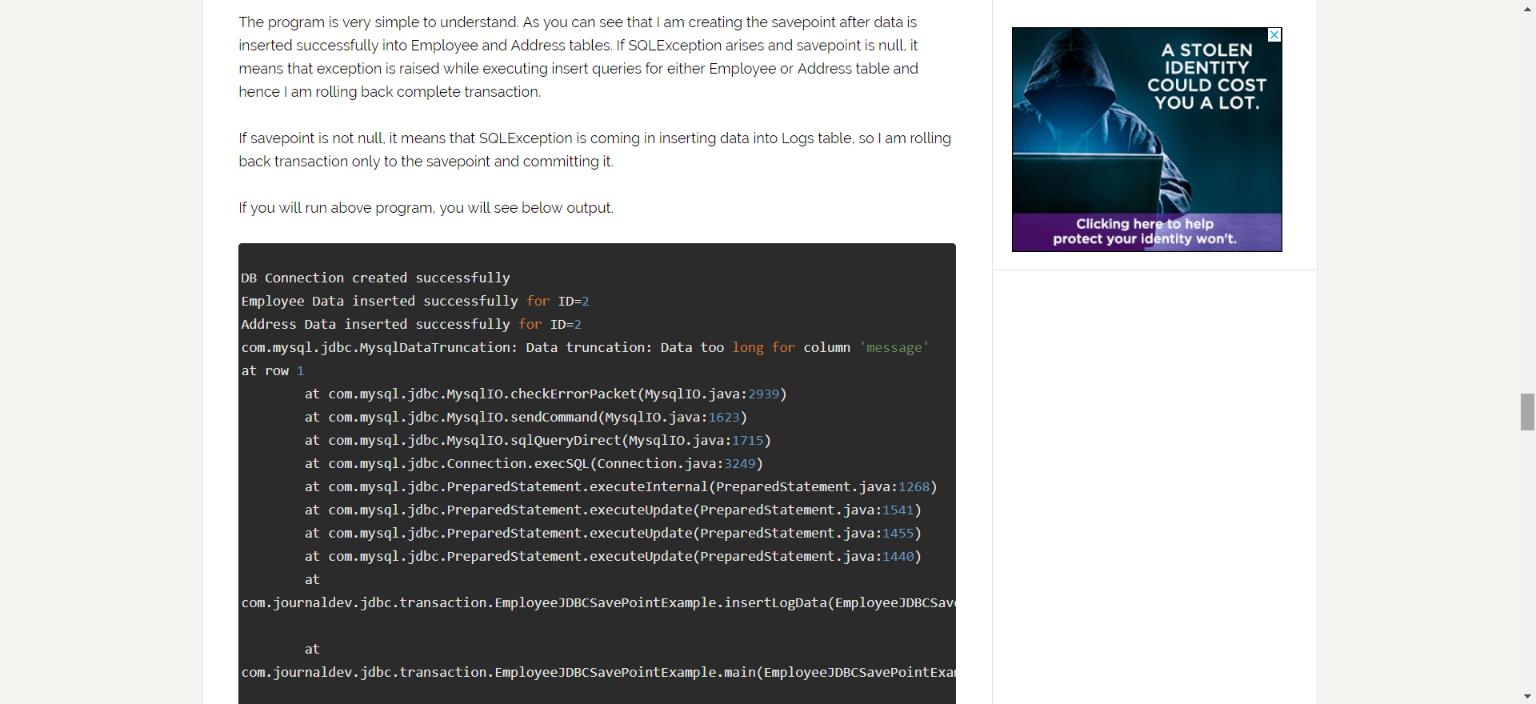 The program is very simple to understand. As you can see that I am creating the savepoint after data is
inserted successfully into Employee and Address tables. If SQLException arises and savepoint is null, it
means that exception is raised while executing insert queries for either Employee or Address table and
hence I am rolling back complete transaction.
If savepoint is not null, it means that SQLException is coming in inserting data into Logs table, so I am rolling
back transaction only to the savepoint and committing it.
If you will run above program, you will see below output.
DB Connection created successfully
Employee Data inserted successfully for ID=2
Address Data inserted successfully for ID=2
com.mysql.jdbc.MysqlDataTruncation: Data truncation: Data too long for column 'message'
at row 1
at com.mysql.jdbc.MysqlIO.checkErrorPacket(MysqlIO.java:2939)
at com.mysql.jdbc.MysqlIO.sendCommand(MysqlIO.java:1623)
at com.mysql.jdbc.MysqlIO.sqlQueryDirect(MysqlIO.java:1715)
at com.mysql.jdbc.Connection.execSQL(Connection.java:3249)
at com.mysql.jdbc.PreparedStatement.executeInternal(PreparedStatement.java:1268)
at com.mysql.jdbc.PreparedStatement.executeUpdate(PreparedStatement.java:1541)
at com.mysql.jdbc.PreparedStatement.executeUpdate(PreparedStatement.java:1455)
at com.mysql.jdbc.PreparedStatement.executeUpdate(PreparedStatement.java:1440)
at
com.journaldev.jdbc.transaction.EmployeeJDBCSavePointExample.insertLogData(EmployeeJDBCSave
at
com.journaldev.jdbc.transaction.EmployeeJDBCSavePointExample.main(EmployeeJDBCSavePointExam
A STOLEN
IDENTITY
COULD COST
YOU A LOT.
Clicking here to help
protect your identity won't.